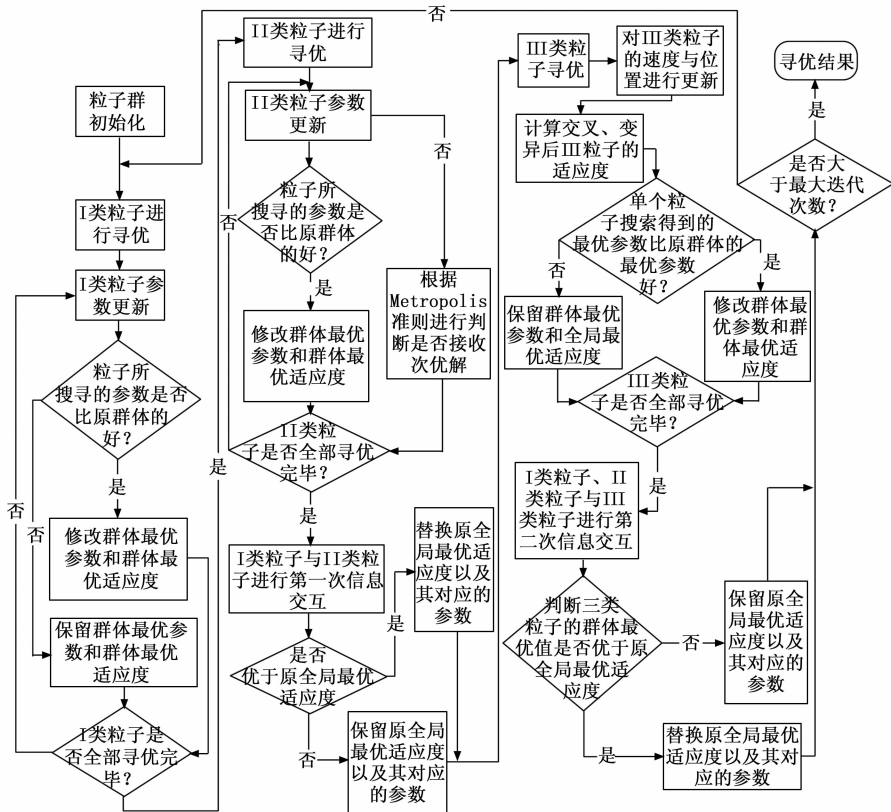 粒子群
初始化
I类粒子进
行寻优
I类粒子参
数更新
粒子所
搜寻的参数是否
比原群体的
好?
是
否
否
修改群体最优
参数和群体最
优适应度
保留群体最优参
数和群体最优
适应度
I类粒子是
否全部寻优完
毕?
是
II类粒子进行
寻优
II类粒子参数
更新
否
否
粒子所
搜寻的参数是
否比原群体
的好?
是
修改群体最优
参数和群体最
优适应度
根据
Metropolis
准则进行判
断是否接收
次优解
II类粒
子是否全部寻优
完毕?
是
I类粒子与II类粒
子进行第一次信息
交互
是否
优于原全局最优
适应度?
是
否
替换原全
局最优适
应度以及
其对应的
参数
保留原全局
最优适应度
以及其对应
的参数
III类粒
子寻优
对III类粒子
的速度与位
置进行更新
计算交叉、变
异后III粒子的
适应度
单个粒
子搜索得到的
最优参数比原群体的
最优参数
好?
否
是
保留群体最优
参数和全局最
优适应度
修改群体最
优参数和群
体最优适应
度
III类粒
子是否全部寻优
完毕?
是
I类粒子、II
类粒子与III
类粒子进行第
二次信息交互
判断三类
粒子的群体最
优值是否优于原
全局最优适
应度
否
是
保留原全
局最优适
应度以及
其对应的
参数
替换原全局最优
适应度以及其对
应的参数
是否大
于最大迭代
次数?
否
是
寻优结果